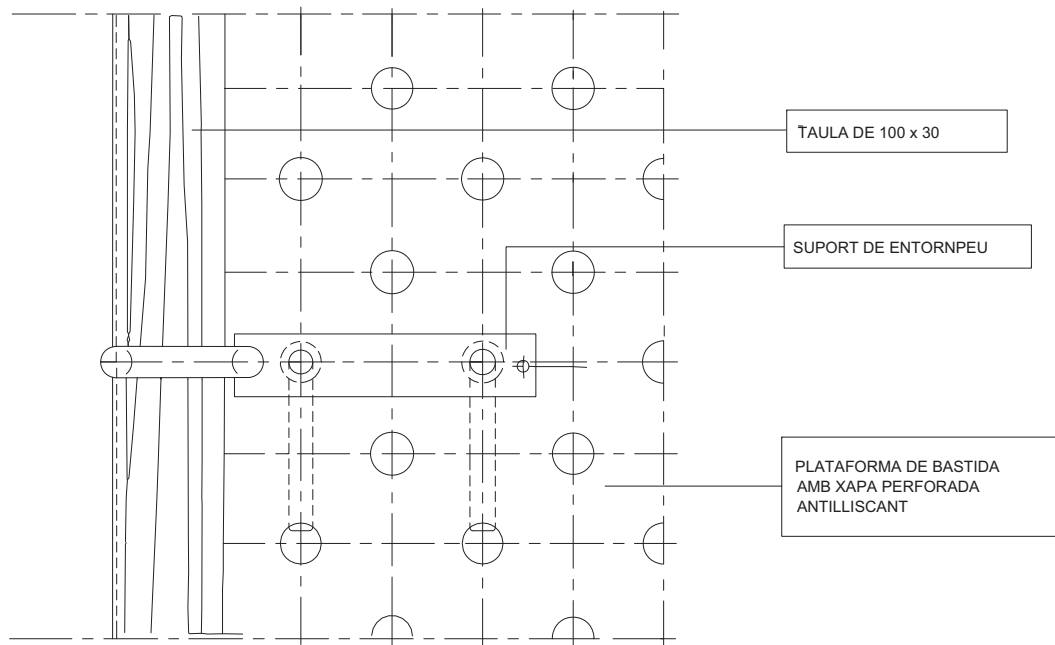 TAULA DE 100 x 30
SUPORT DE ENTORNPEU
PLATAFORMA DE BASTIDA
AMB XAPA PERFORADA
ANTILLISCANT